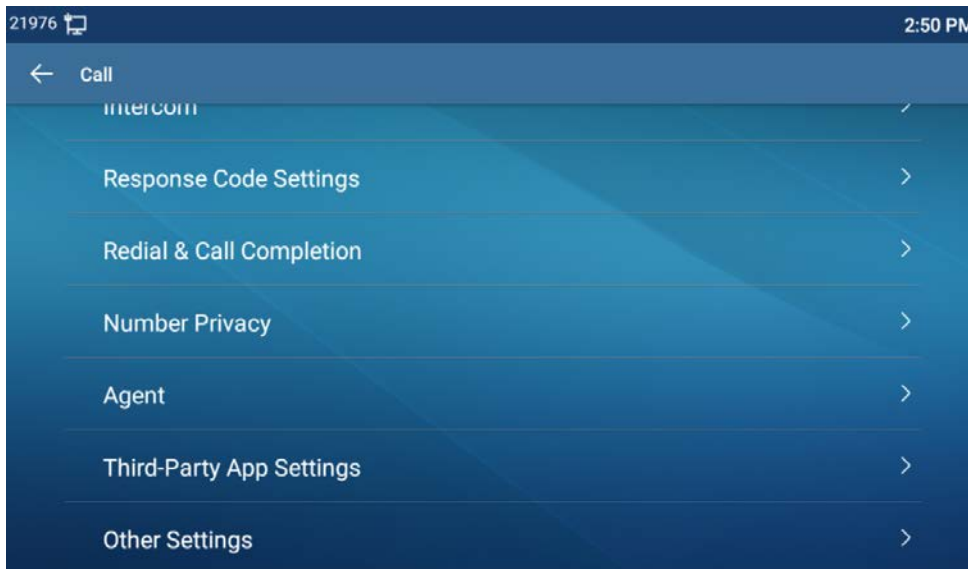 21976
2:50 PM
Call
Intercom
Response Code Settings
Redial & Call Completion
Number Privacy
Agent
Third-Party App Settings
Other Settings